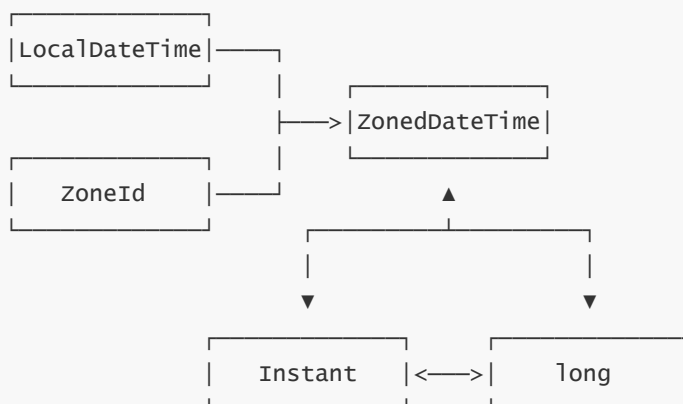 LocalDateTime
ZonedDateTime
ZoneId
Instant
long